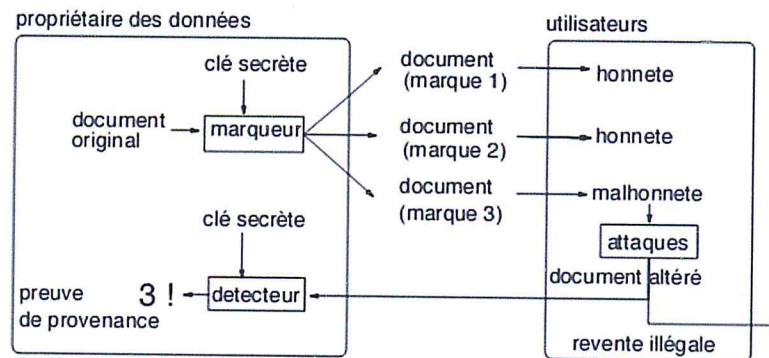 propriétaire des données
utilisateurs
clé secrète
document
(marque 1)
honnete
document
original
marqueur
document
(marque 2)
honnete
document
(marque 3)
malhonnete
clé secrète
attaques
document altéré
preuve
de provenance
3 !
detecteur
revente illégale